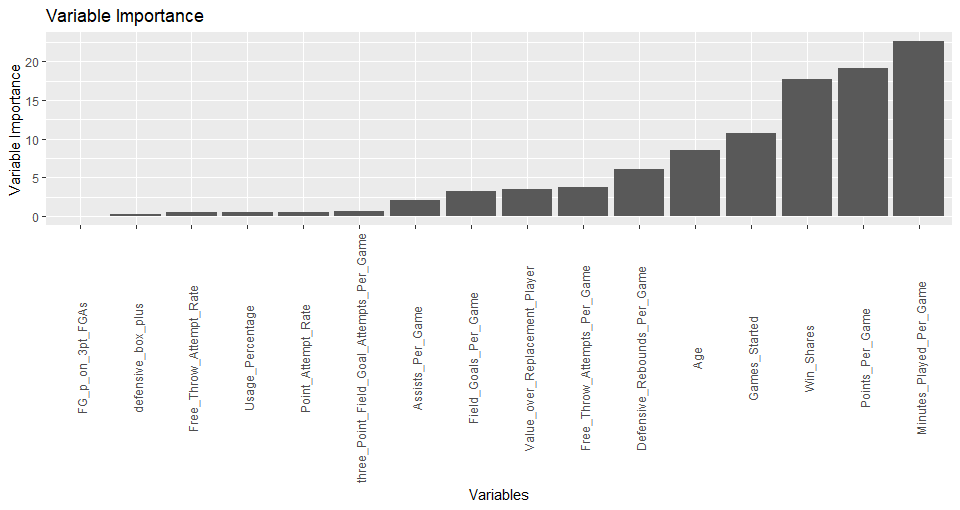 Variable Importance
Variable Importance
20
15
10
5
0
FG_p_on_3pt_FGAs
defensive_box_plus
Free_Throw_Attempt_Rate
Usage_Percentage
Point_Attempt_Rate
three_Point_Field_Goal_Attempts_Per_Game
Assists_Per_Game
Field_Goals_Per_Game
Value_over_Replacement_Player
Free_Throw_Attempts_Per_Game
Defensive_Rebounds_Per_Game
Age
Games_Started
Win_Shares
Points_Per_Game
Minutes_Played_Per_Game
Variables